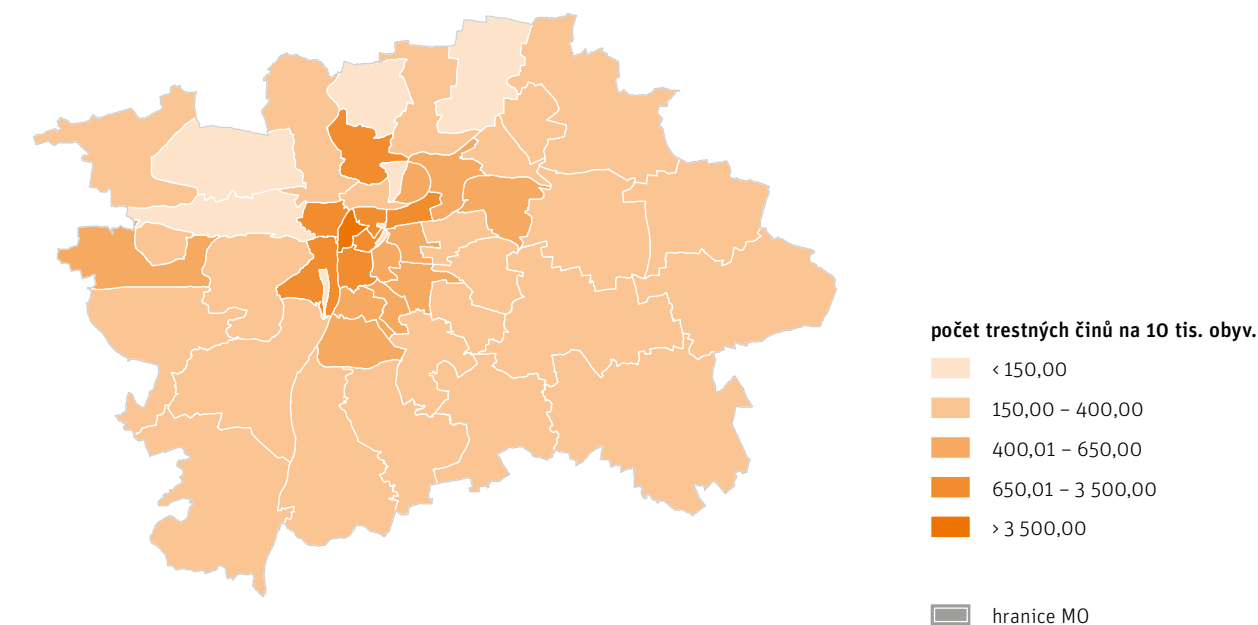 počet trestných činů na 10 tis. obyv.
< 150,00
150,00 – 400,00
400,01 – 650,00
650,01 – 3 500,00
> 3 500,00
hranice MO